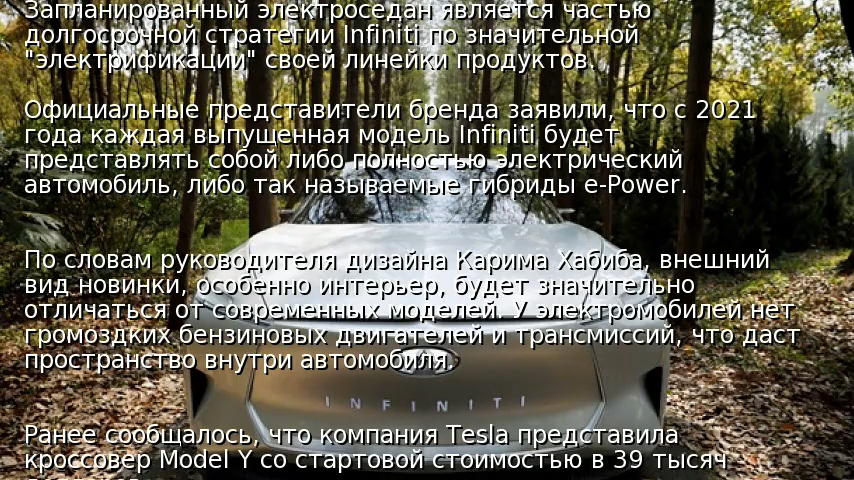 Запланированный электроседан является частью
долгосрочной стратегии Infiniti по значительной
"электрификации" своей линейки продуктов.
Официальные представители бренда заявили, что с 2021
года каждая выпущенная модель Infiniti будет
представлять собой либо полностью электрический
автомобиль, либо так называемые гибриды e-Power.
По словам руководителя дизайна Карима Хабиба, внешний
вид новинки, особенно интерьер, будет значительно
отличаться от современных моделей. У электромобилей нет
громоздких бензиновых двигателей и трансмиссий, что даст
пространство внутри автомобиля.
INFINITI
Ранее сообщалось, что компания Tesla представила
кроссовер Model Y со стартовой стоимостью в 39 тысяч